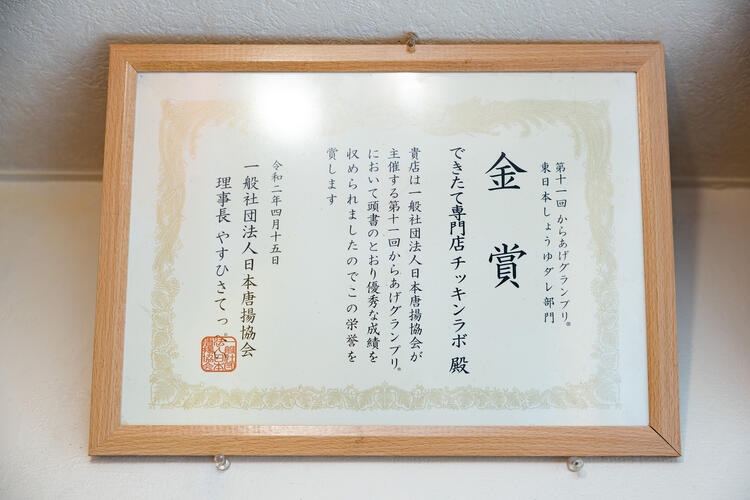 第十一回 からあげグランプリ®
東日本しょうゆダレ部門
金賞
できたて専門店 チッキンラボ 殿
貴店は一般社団法人日本唐揚協会が
主催する第十一回からあげグランプリ®
において頭書のとおり優秀な成績を
収められましたのでこの栄誉を
賞します
令和二年四月十五日
一般社団法人日本唐揚協会
理事長 やすひさてっぺい